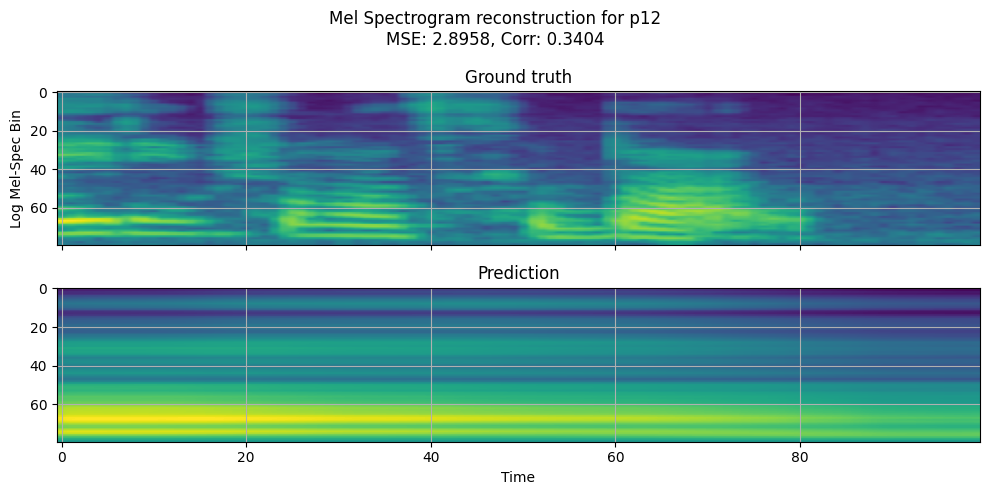 Mel Spectrogram reconstruction for p12
MSE: 2.8958, Corr: 0.3404
Ground truth
0
20
40
60
Log Mel-Spec Bin
Prediction
0
20
40
60
0 20 40 60 80
Time